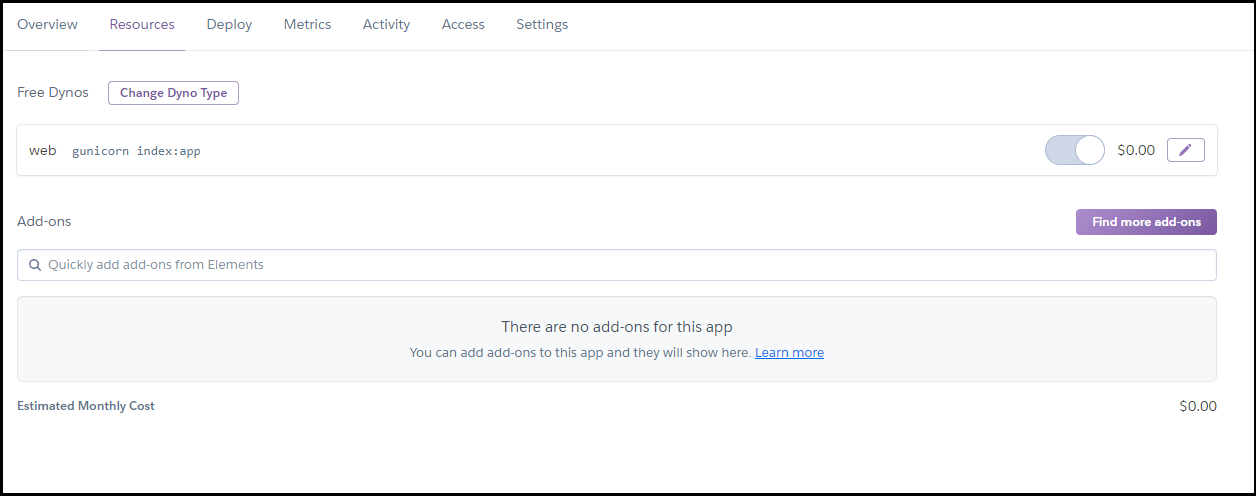 Overview Resources Deploy Metrics Activity Access Settings
Free Dynos Change Dyno Type
web gunicorn index:app $0.00
Add-ons Find more add-ons
Quickly add add-ons from Elements
There are no add-ons for this app
You can add add-ons to this app and they will show here. Learn more
Estimated Monthly Cost $0.00